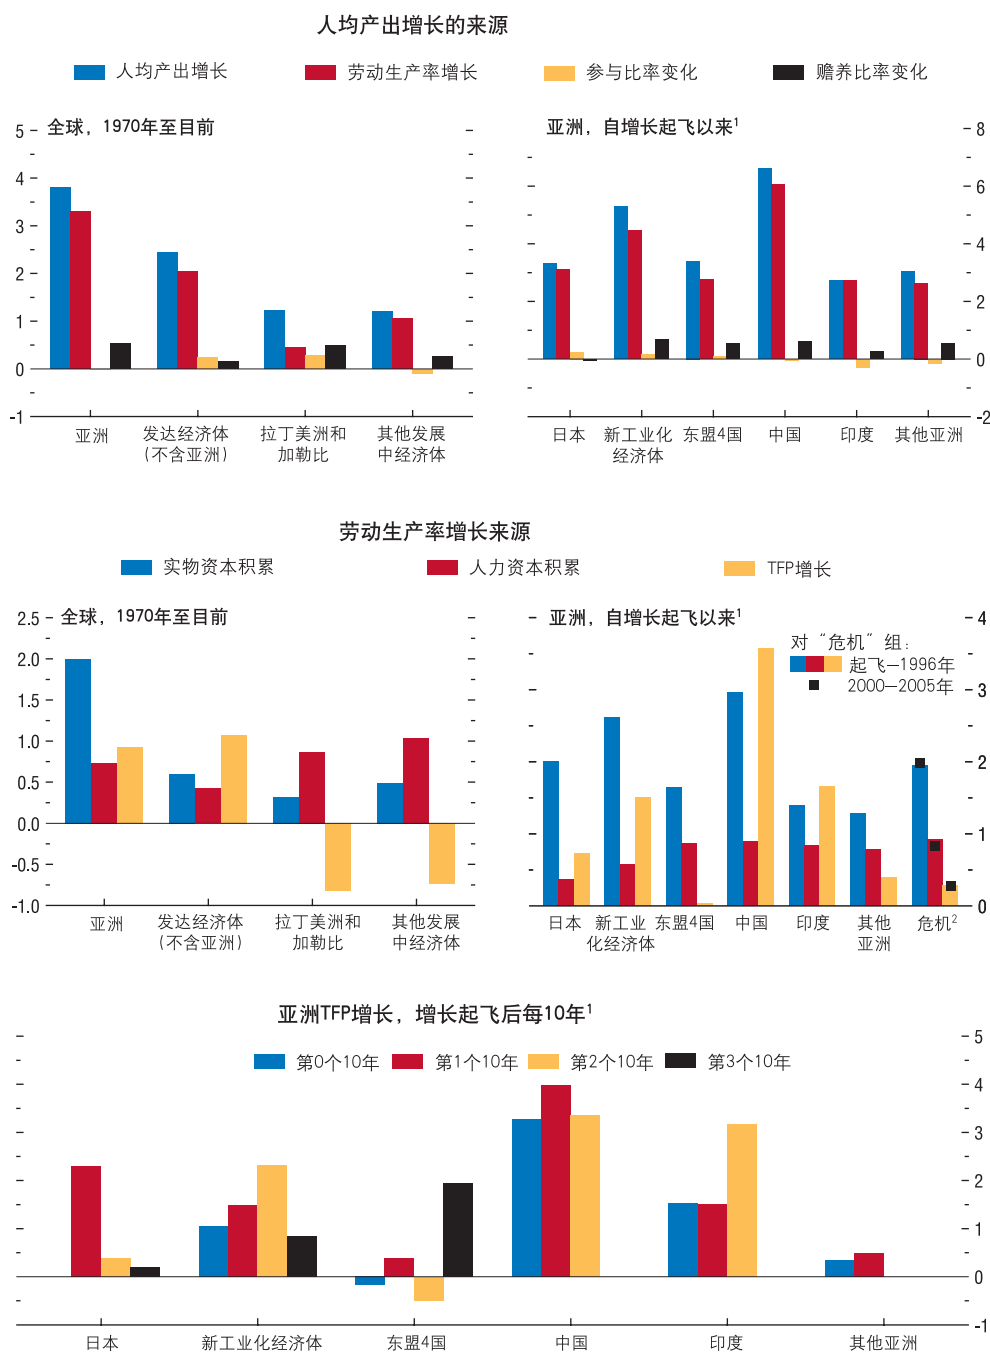 人均产出增长的来源
人均产出增长 劳动生产率增长 参与比率变化 赡养比率变化
全球，1970年至目前
5
4
3
2
1
0
-1
亚洲 发达经济体（不含亚洲） 拉丁美洲和加勒比 其他发展中经济体
亚洲，自增长起飞以来1
8
6
4
2
0
-2
日本 新工业化经济体 东盟4国 中国 印度 其他亚洲
劳动生产率增长来源
实物资本积累 人力资本积累 TFP增长
全球，1970年至目前
2.5
2.0
1.5
1.0
0.5
0.0
-0.5
-1.0
亚洲 发达经济体（不含亚洲） 拉丁美洲和加勒比 其他发展中经济体
亚洲，自增长起飞以来1
对“危机”组：
起飞—1996年
2000—2005年
4
3
2
1
0
日本 新工业化经济体 东盟4国 中国 印度 其他亚洲 危机2
亚洲TFP增长，增长起飞后每10年1
第0个10年 第1个10年 第2个10年 第3个10年
5
4
3
2
1
0
-1
日本 新工业化经济体 东盟4国 中国 印度 其他亚洲